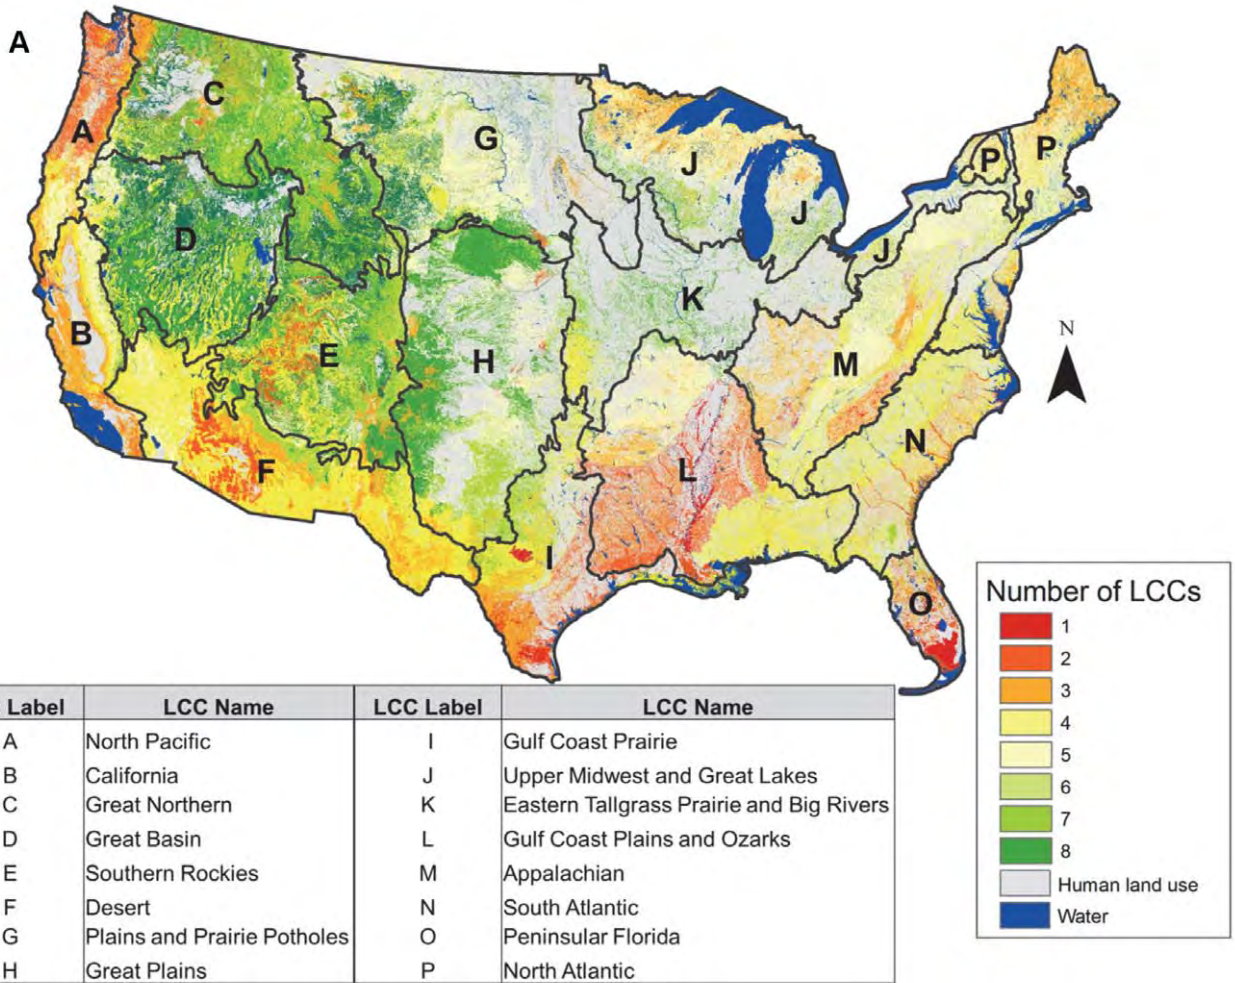 A
C
A
G
P
P
J
D
J
J
K
B
E
H
M
N
N
F
L
I
O
Number of LCCs
1
2
3
4
5
6
7
8
Human land use
Water
Label LCC Name LCC Label LCC Name
A North Pacific I Gulf Coast Prairie
B California J Upper Midwest and Great Lakes
C Great Northern K Eastern Tallgrass Prairie and Big Rivers
D Great Basin L Gulf Coast Plains and Ozarks
E Southern Rockies M Appalachian
F Desert N South Atlantic
G Plains and Prairie Potholes O Peninsular Florida
H Great Plains P North Atlantic